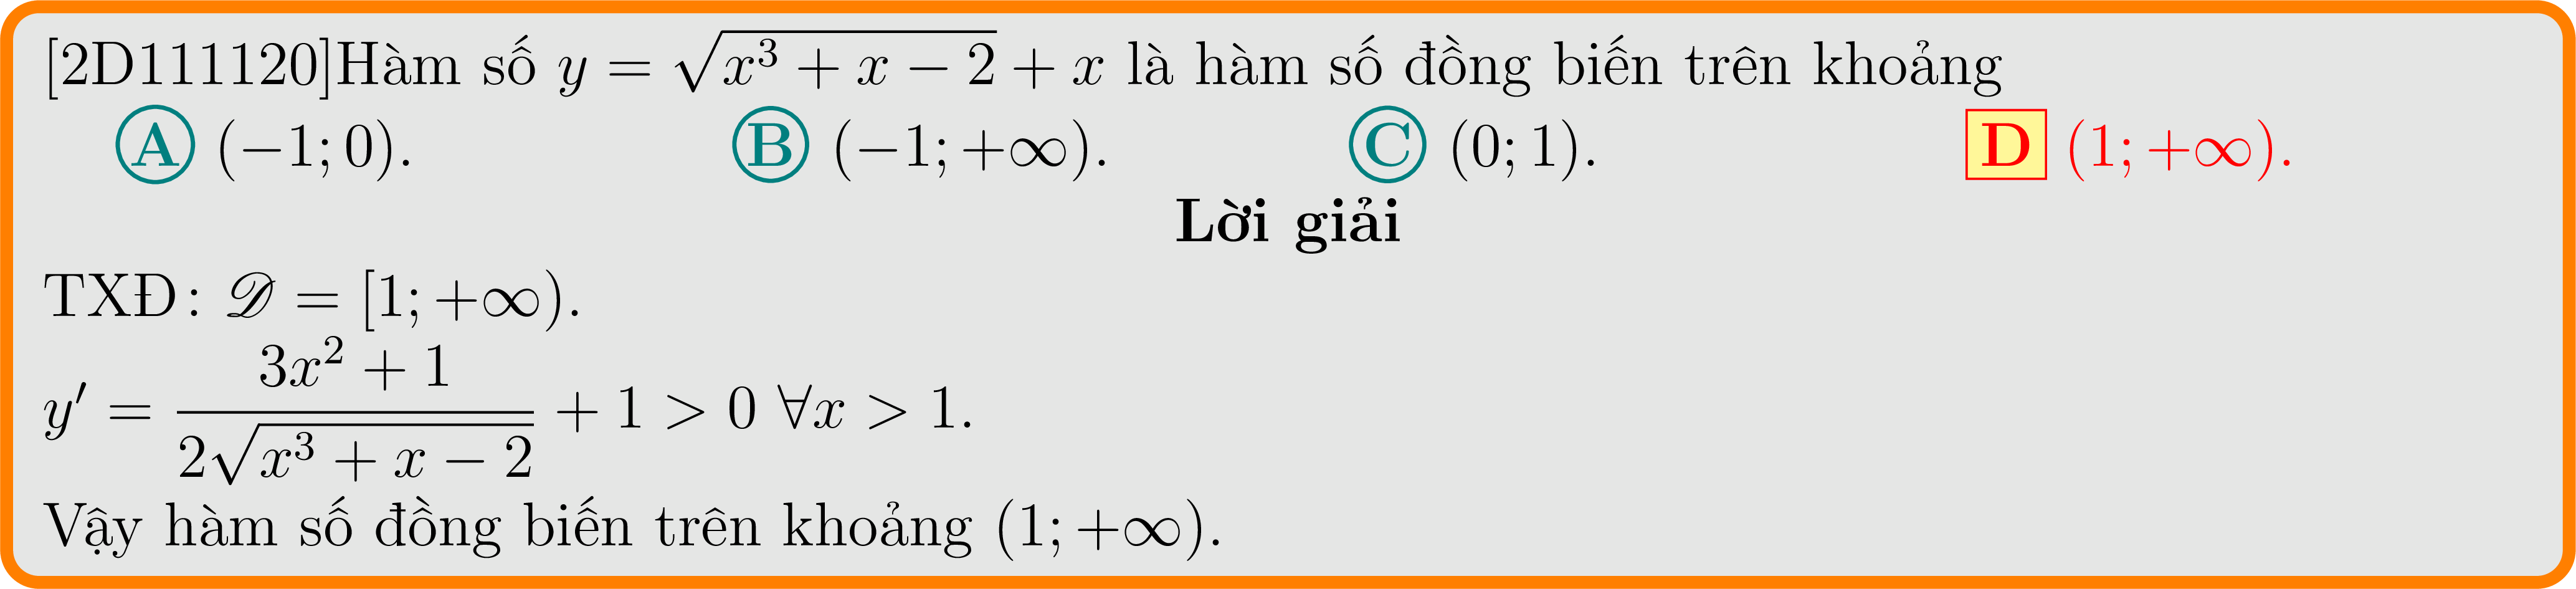 [2D111120]Hàm số $y = \sqrt{x^3 + x - 2} + x$ là hàm số đồng biến trên khoảng
A $(-1; 0)$. B $(-1; +\infty)$. C $(0; 1)$. D $(1; +\infty)$.
Lời giải
TXĐ: $\mathscr{D} = [1; +\infty)$.
$y' = \dfrac{3x^2 + 1}{2\sqrt{x^3 + x - 2}} + 1 > 0 \ \forall x > 1$.
Vậy hàm số đồng biến trên khoảng $(1; +\infty)$.